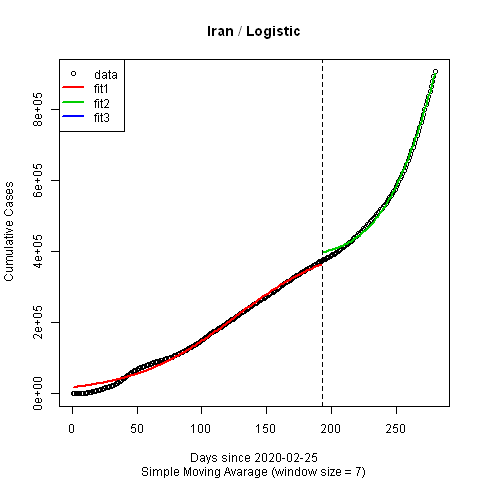 Iran / Logistic
data
fit1
fit2
fit3
Cumulative Cases
0e+00
2e+05
4e+05
6e+05
8e+05
0
50
100
150
200
250
Days since 2020-02-25
Simple Moving Avarage (window size = 7)